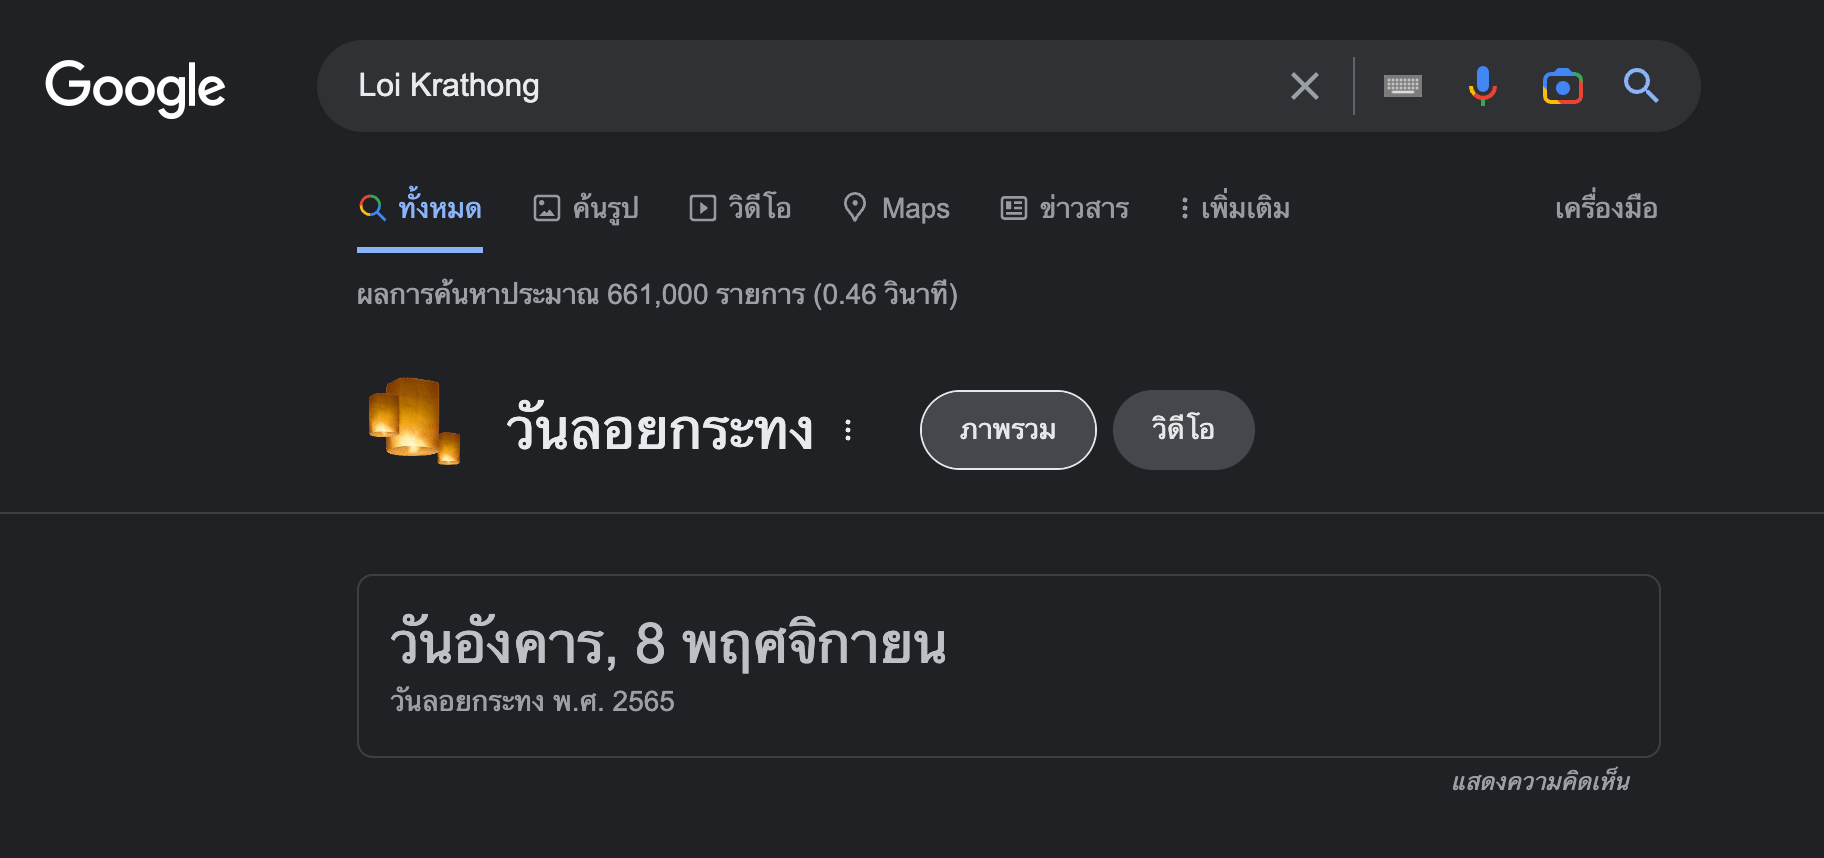 Google
Loi Krathong
ทั้งหมด ค้นรูป วิดีโอ Maps ข่าวสาร เพิ่มเติม เครื่องมือ
ผลการค้นหาประมาณ 661,000 รายการ (0.46 วินาที)
วันลอยกระทง ภาพรวม วิดีโอ
วันอังคาร, 8 พฤศจิกายน
วันลอยกระทง พ.ศ. 2565
แสดงความคิดเห็น